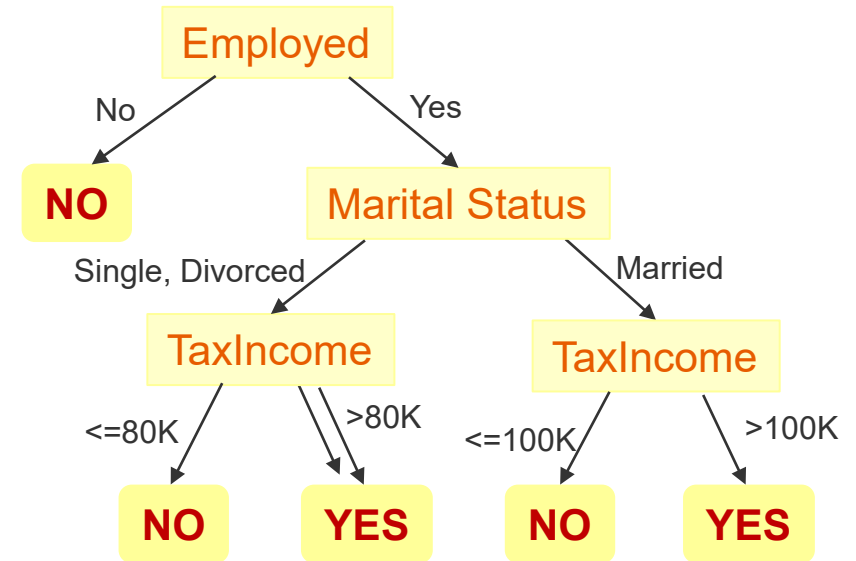 Employed
No
Yes
NO
Marital Status
Single, Divorced
Married
TaxIncome
TaxIncome
<=80K
>80K
<=100K
>100K
NO
YES
NO
YES